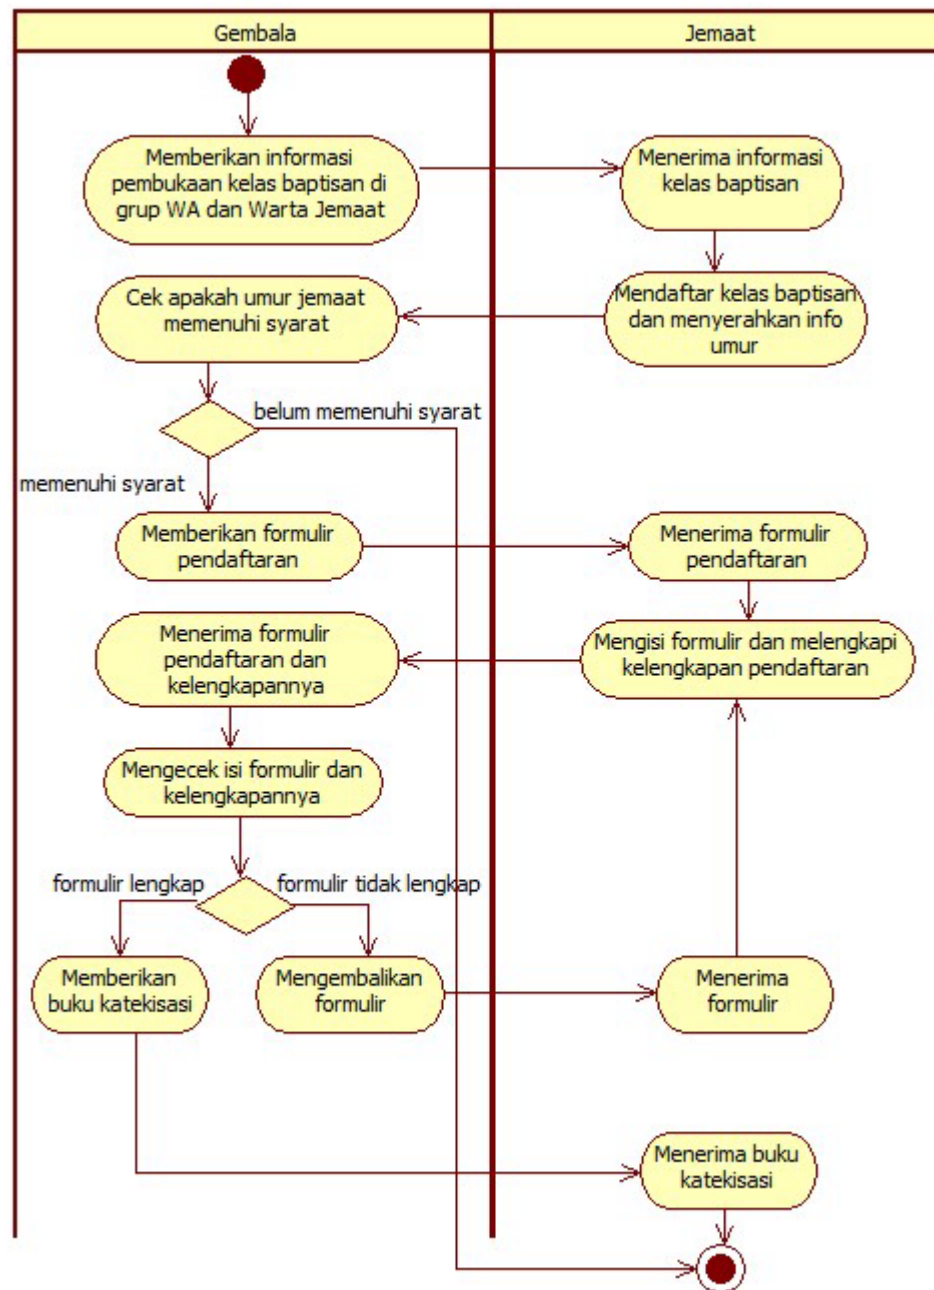 Gembala
Jemaat
Memberikan informasi
pembukaan kelas baptisan di
grup WA dan Warta Jemaat
Menerima informasi
kelas baptisan
Mendaftar kelas baptisan
dan menyerahkan info
umur
Cek apakah umur jemaat
memenuhi syarat
belum memenuhi syarat
memenuhi syarat
Memberikan formulir
pendaftaran
Menerima formulir
pendaftaran
Mengisi formulir dan melengkapi
kelengkapan pendaftaran
Menerima formulir
pendaftaran dan
kelengkapannya
Mengecek isi formulir dan
kelengkapannya
formulir lengkap
formulir tidak lengkap
Memberikan
buku katekisasi
Mengembalikan
formulir
Menerima
formulir
Menerima buku
katekisasi